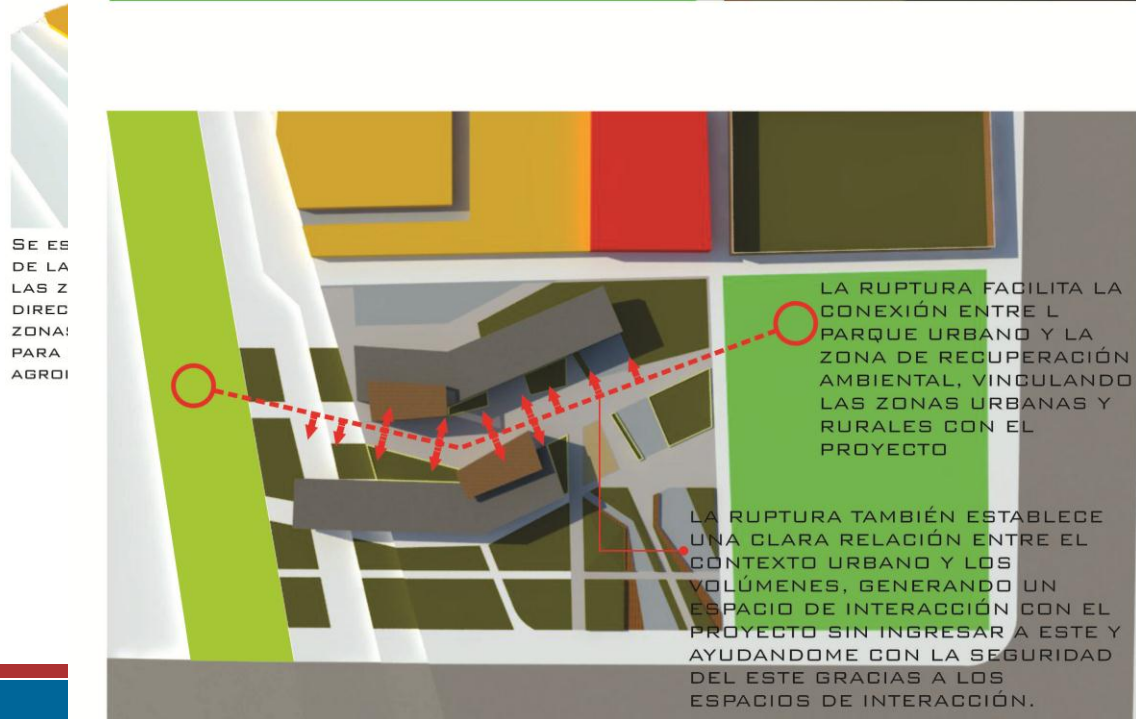 SE ES
DE LA
LAS Z
DIREC
ZONAS
PARA
AGROI
LA RUPTURA FACILITA LA
CONEXIÓN ENTRE L
PARQUE URBANO Y LA
ZONA DE RECUPERACIÓN
AMBIENTAL, VINCULANDO
LAS ZONAS URBANAS Y
RURALES CON EL
PROYECTO
LA RUPTURA TAMBIÉN ESTABLECE
UNA CLARA RELACIÓN ENTRE EL
CONTEXTO URBANO Y LOS
VOLÚMENES, GENERANDO UN
ESPACIO DE INTERACCIÓN CON EL
PROYECTO SIN INGRESAR A ESTE Y
AYUDANDOME CON LA SEGURIDAD
DEL ESTE GRACIAS A LOS
ESPACIOS DE INTERACCIÓN.